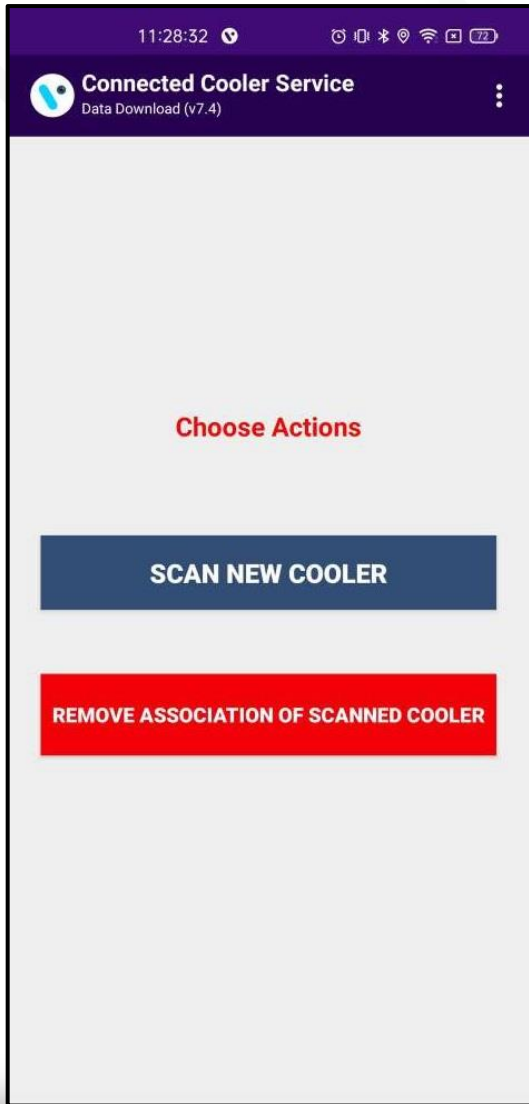 11:28:32 72
Connected Cooler Service
Data Download (v7.4)
Choose Actions
SCAN NEW COOLER
REMOVE ASSOCIATION OF SCANNED COOLER